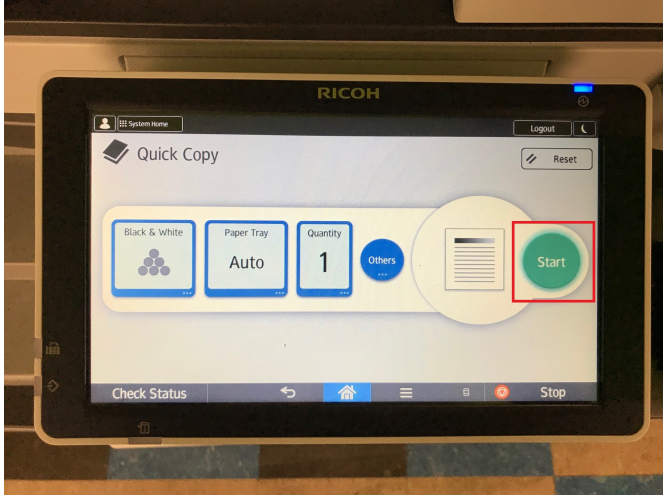 RICOH
System Home
Logout
Quick Copy
Reset
Black & White
Paper Tray
Auto
Quantity
1
Others
Start
Check Status
Stop